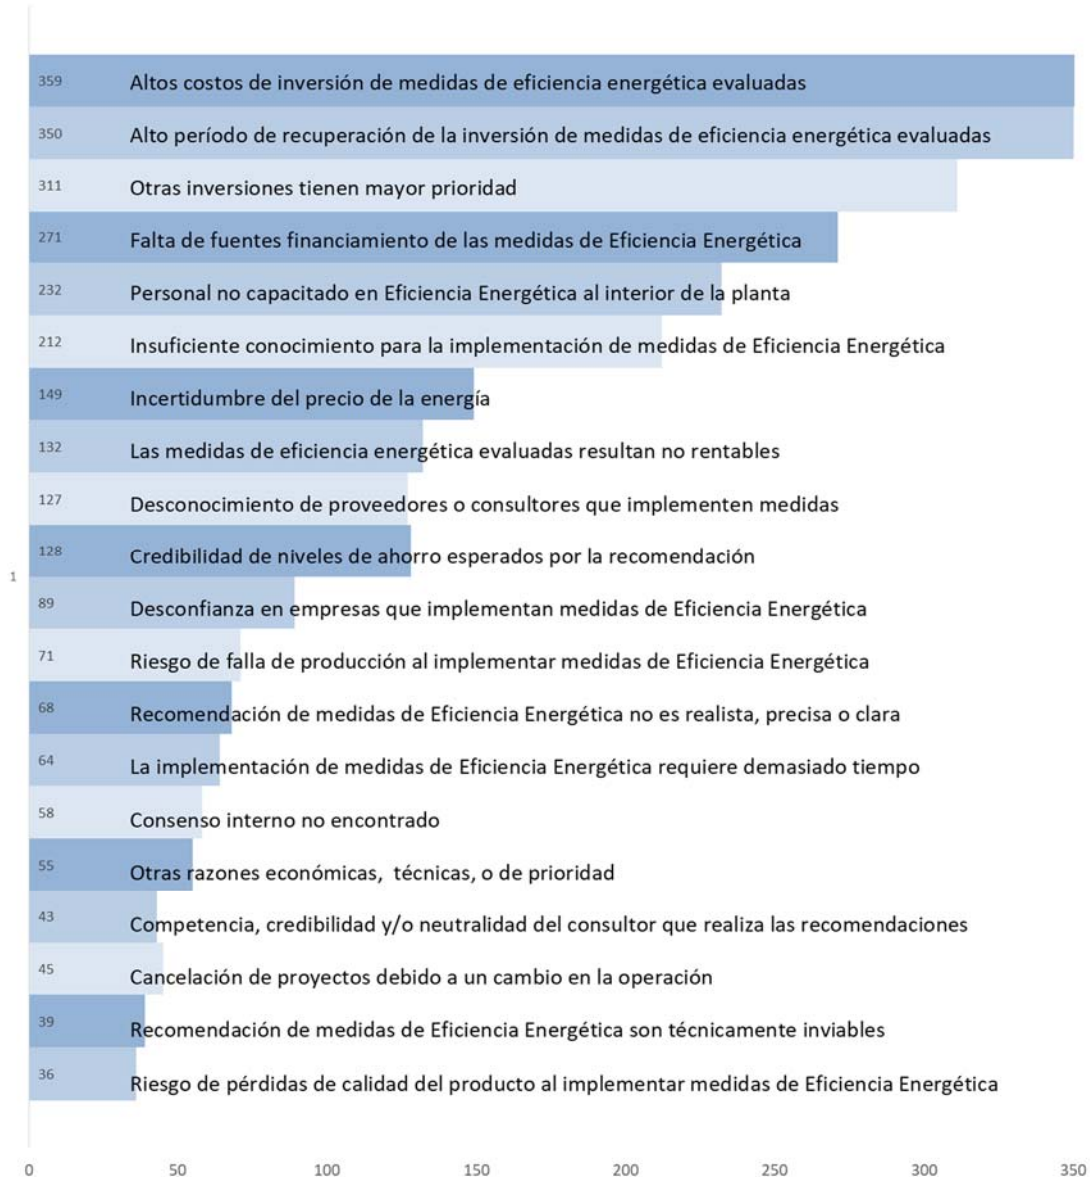 359 Altos costos de inversión de medidas de eficiencia energética evaluadas
350 Alto período de recuperación de la inversión de medidas de eficiencia energética evaluadas
311 Otras inversiones tienen mayor prioridad
271 Falta de fuentes financiamiento de las medidas de Eficiencia Energética
232 Personal no capacitado en Eficiencia Energética al interior de la planta
212 Insuficiente conocimiento para la implementación de medidas de Eficiencia Energética
149 Incertidumbre del precio de la energía
132 Las medidas de eficiencia energética evaluadas resultan no rentables
127 Desconocimiento de proveedores o consultores que implementen medidas
128 Credibilidad de niveles de ahorro esperados por la recomendación
1
89 Desconfianza en empresas que implementan medidas de Eficiencia Energética
71 Riesgo de falla de producción al implementar medidas de Eficiencia Energética
68 Recomendación de medidas de Eficiencia Energética no es realista, precisa o clara
64 La implementación de medidas de Eficiencia Energética requiere demasiado tiempo
58 Consenso interno no encontrado
55 Otras razones económicas, técnicas, o de prioridad
43 Competencia, credibilidad y/o neutralidad del consultor que realiza las recomendaciones
45 Cancelación de proyectos debido a un cambio en la operación
39 Recomendación de medidas de Eficiencia Energética son técnicamente inviables
36 Riesgo de pérdidas de calidad del producto al implementar medidas de Eficiencia Energética
0 50 100 150 200 250 300 350